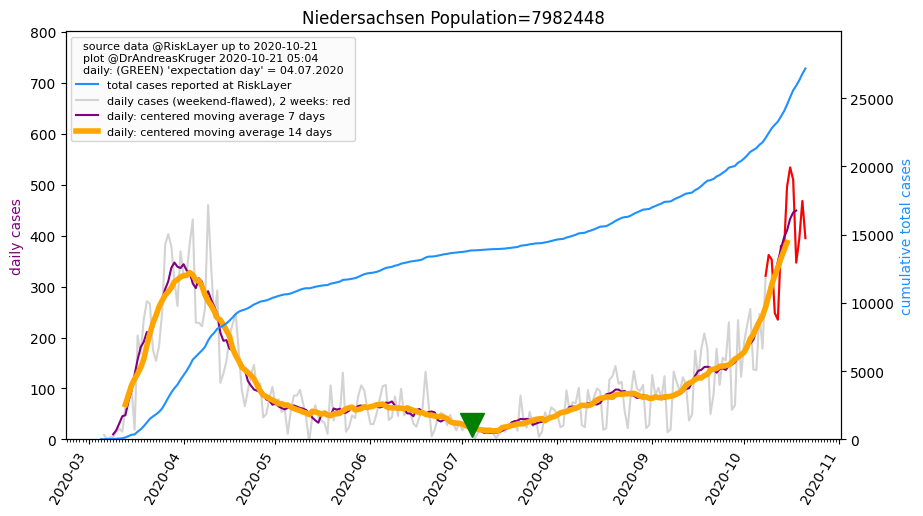 Niedersachsen Population=7982448
source data @RiskLayer up to 2020-10-21
plot @DrAndreasKruger 2020-10-21 05:04
daily: (GREEN) 'expectation day' = 04.07.2020
total cases reported at RiskLayer
daily cases (weekend-flawed), 2 weeks: red
daily: centered moving average 7 days
daily: centered moving average 14 days
daily cases
800
700
600
500
400
300
200
100
0
cumulative total cases
25000
20000
15000
10000
5000
0
2020-03
2020-04
2020-05
2020-06
2020-07
2020-08
2020-09
2020-10
2020-11